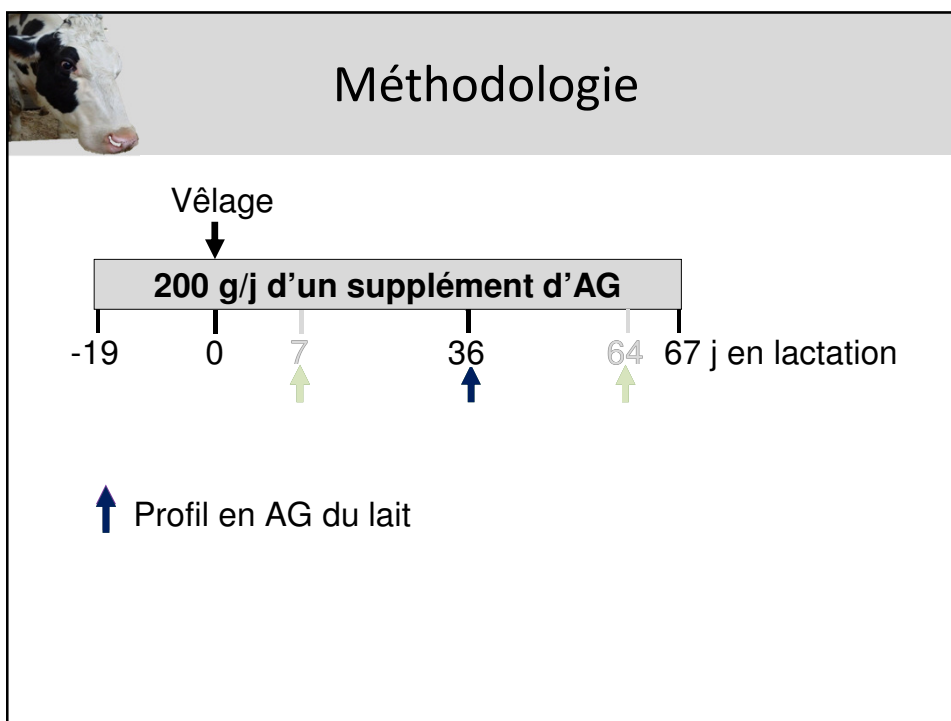 Méthodologie
Vêlage
200 g/j d’un supplément d’AG
-19 0 7 36 64 67 j en lactation
Profil en AG du lait